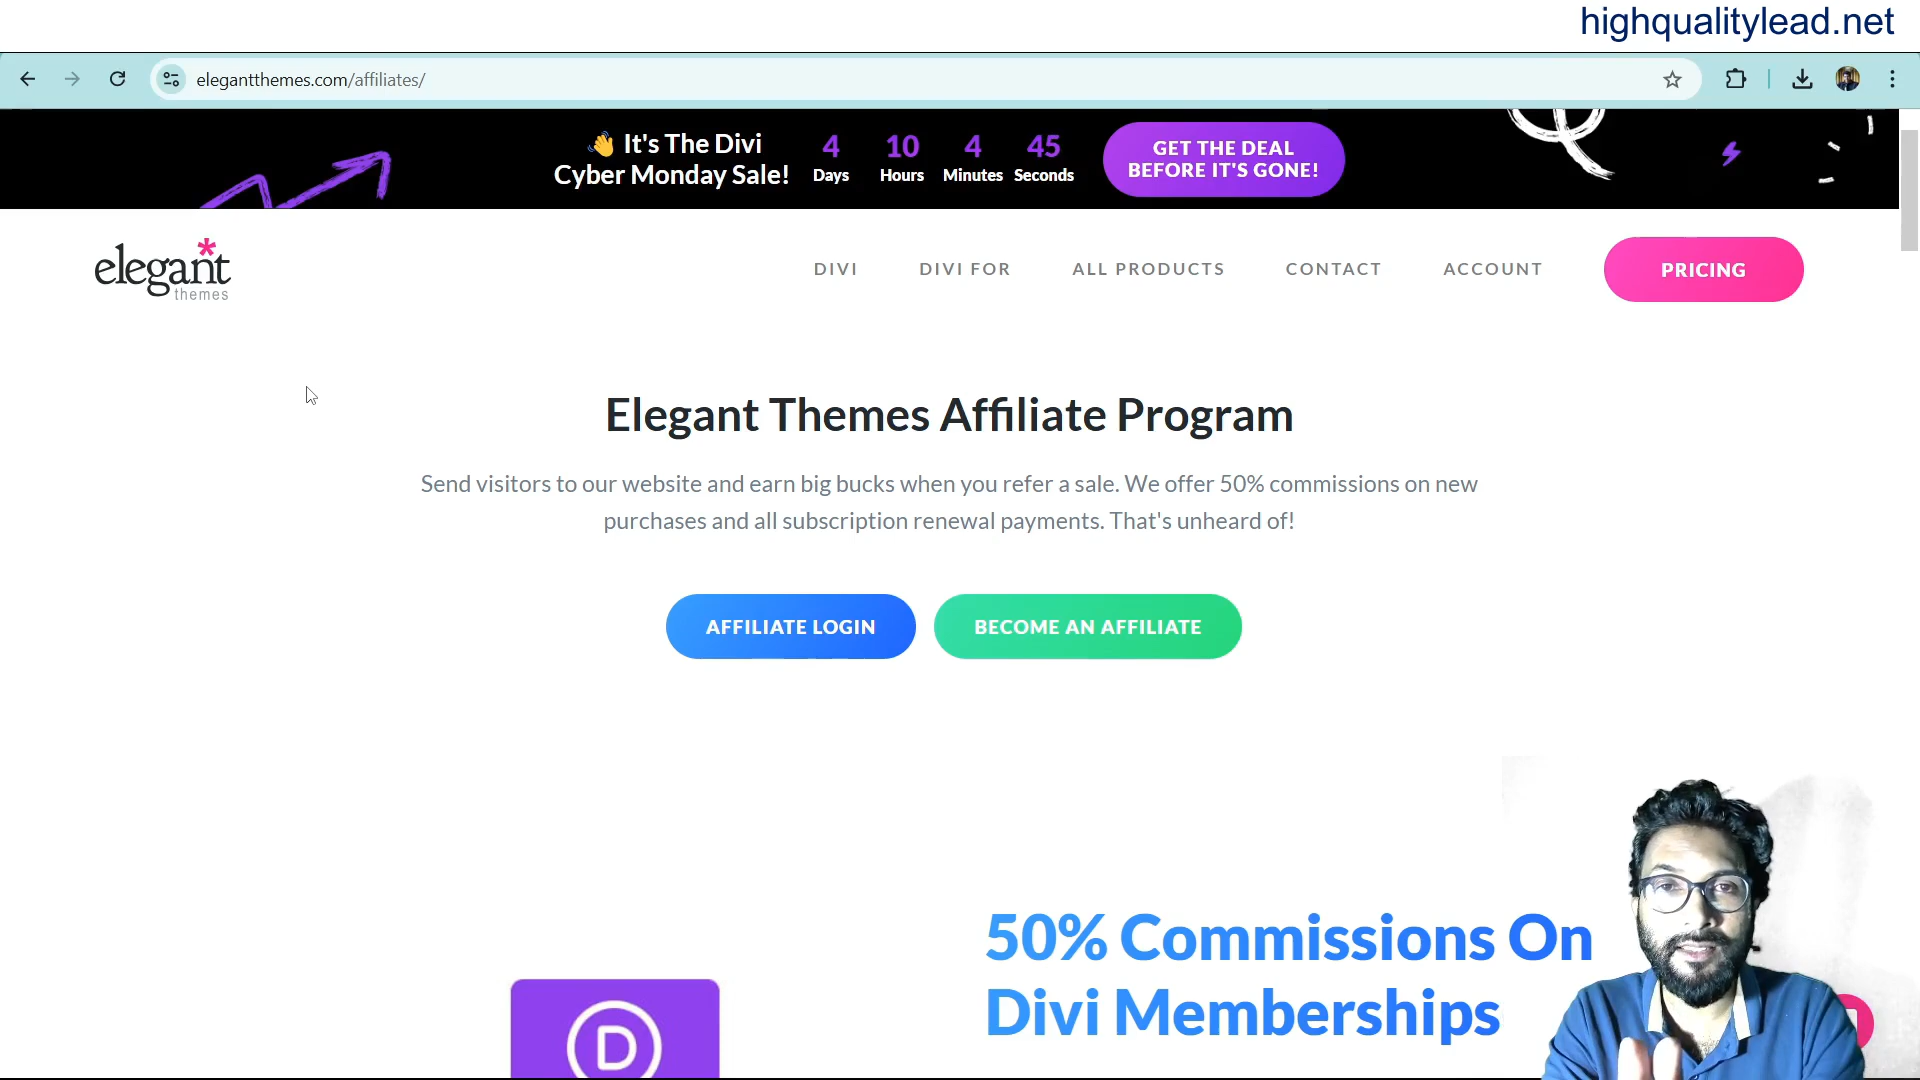 highqualitylead.net
elegantthemes.com/affiliates/
👋 It's The Divi
Cyber Monday Sale!
4 10 4 45
Days Hours Minutes Seconds
GET THE DEAL
BEFORE IT'S GONE!
elegant
themes
DIVI DIVI FOR ALL PRODUCTS CONTACT ACCOUNT PRICING
Elegant Themes Affiliate Program
Send visitors to our website and earn big bucks when you refer a sale. We offer 50% commissions on new
purchases and all subscription renewal payments. That's unheard of!
AFFILIATE LOGIN BECOME AN AFFILIATE
50% Commissions On
Divi Memberships
D